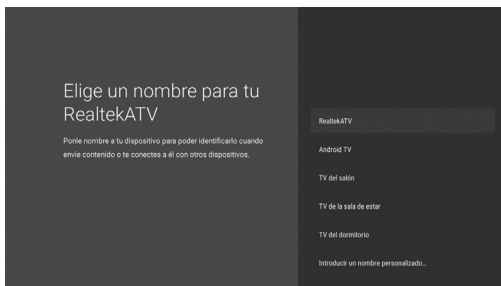 Elige un nombre para tu
RealtekATV
Ponle nombre a tu dispositivo para poder identificarlo cuando
envíe contenido o te conectes a él con otros dispositivos.
RealtekATV
Android TV
TV del salón
TV de la sala de estar
TV del dormitorio
Introducir un nombre personalizado…